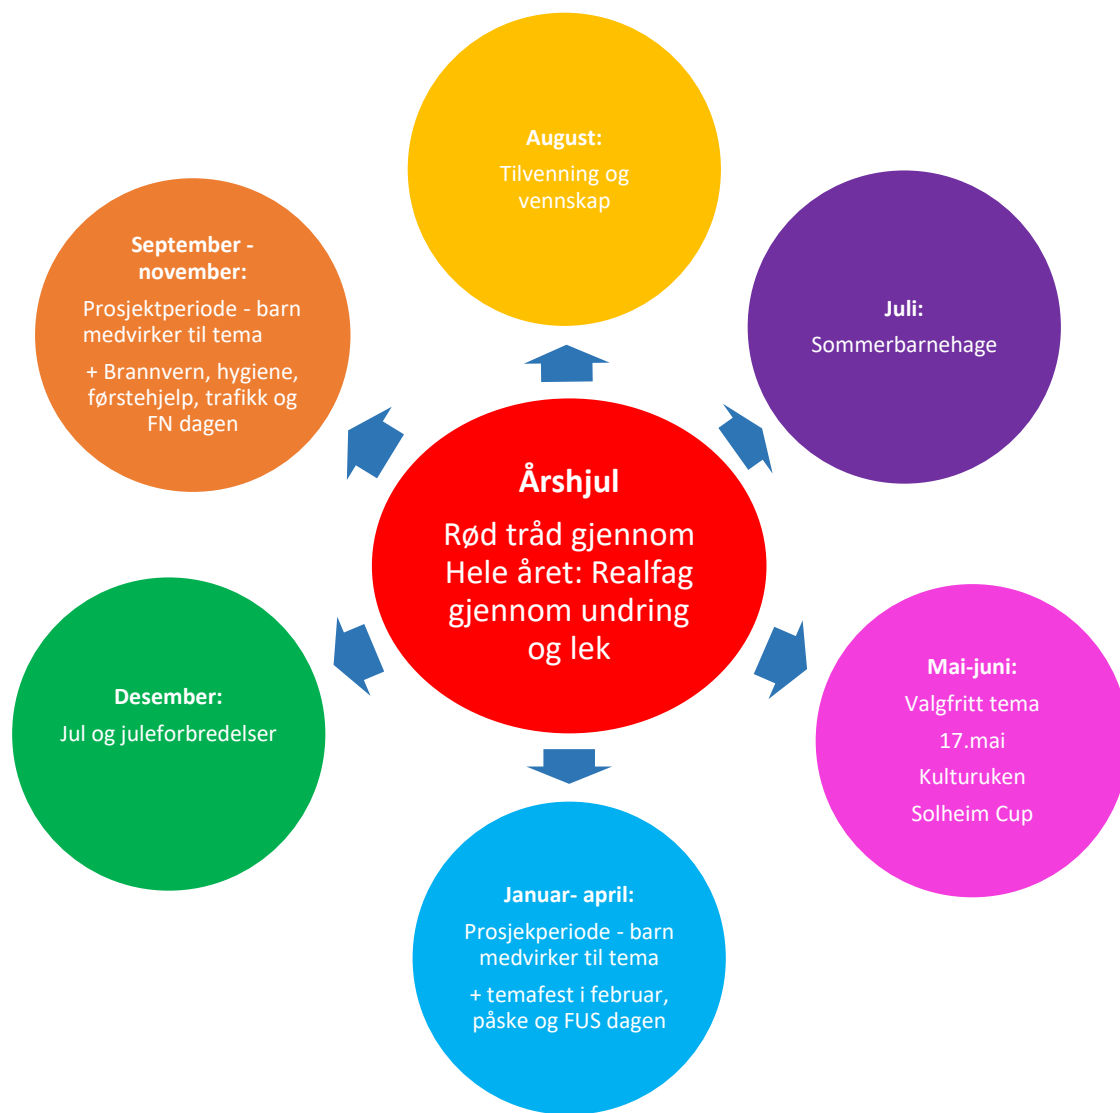 August:
Tilvenning og
vennskap
September -
november:
Prosjektperiode - barn
medvirker til tema
+ Brannvern, hygiene,
førstehjelp, trafikk og
FN dagen
Juli:
Sommerbarnehage
Årshjul
Rød tråd gjennom
Hele året: Realfag
gjennom undring
og lek
Desember:
Jul og juleforbredelser
Mai-juni:
Valgfritt tema
17.mai
Kulturuken
Solheim Cup
Januar- april:
Prosjekperiode - barn
medvirker til tema
+ temafest i februar,
påske og FUS dagen